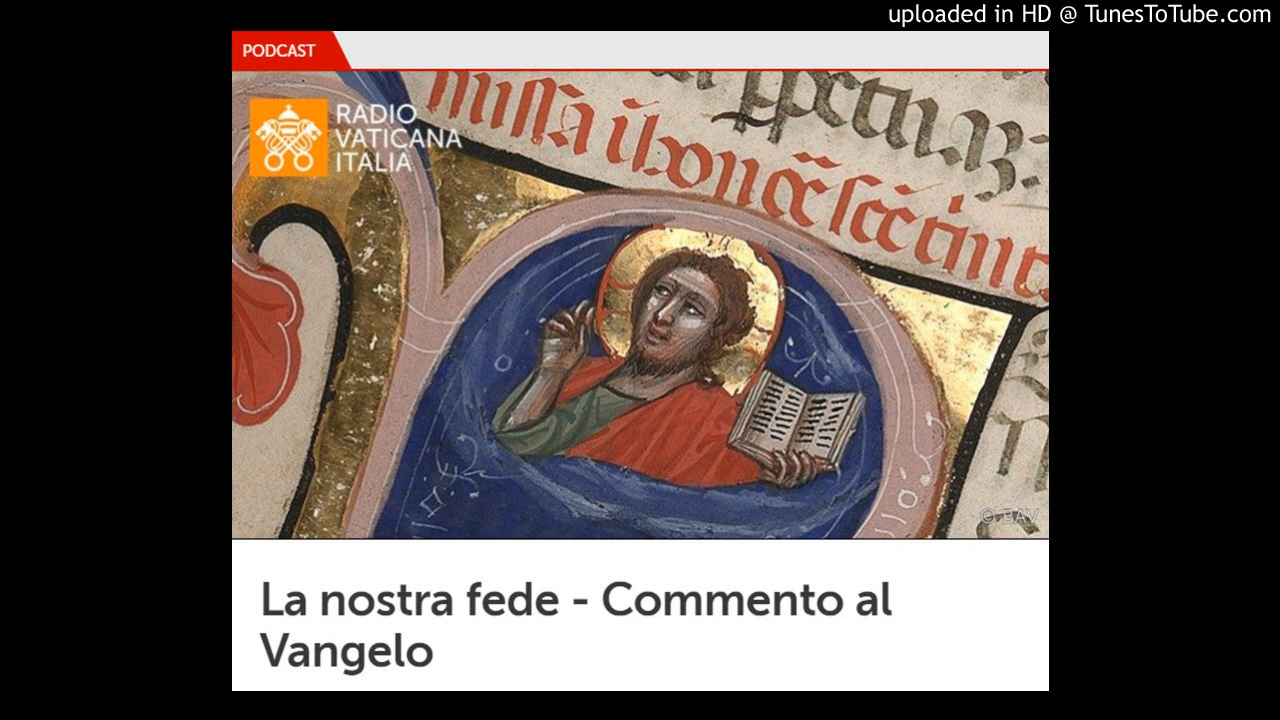 uploaded in HD @ TunesToTube.com
PODCAST
RADIO
VATICANA
ITALIA
© BAV
La nostra fede - Commento al
Vangelo